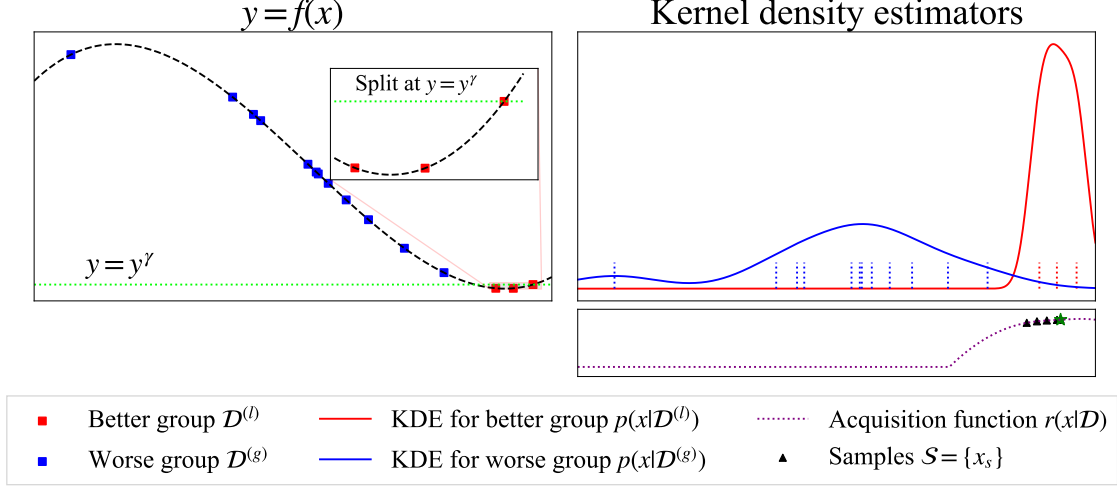 y = f(x)
Kernel density estimators
Split at y = y^γ
y = y^γ
Better group 𝒟^(l)
Worse group 𝒟^(g)
KDE for better group p(x|𝒟^(l))
KDE for worse group p(x|𝒟^(g))
Acquisition function r(x|𝒟)
Samples 𝒮 = {x_s}